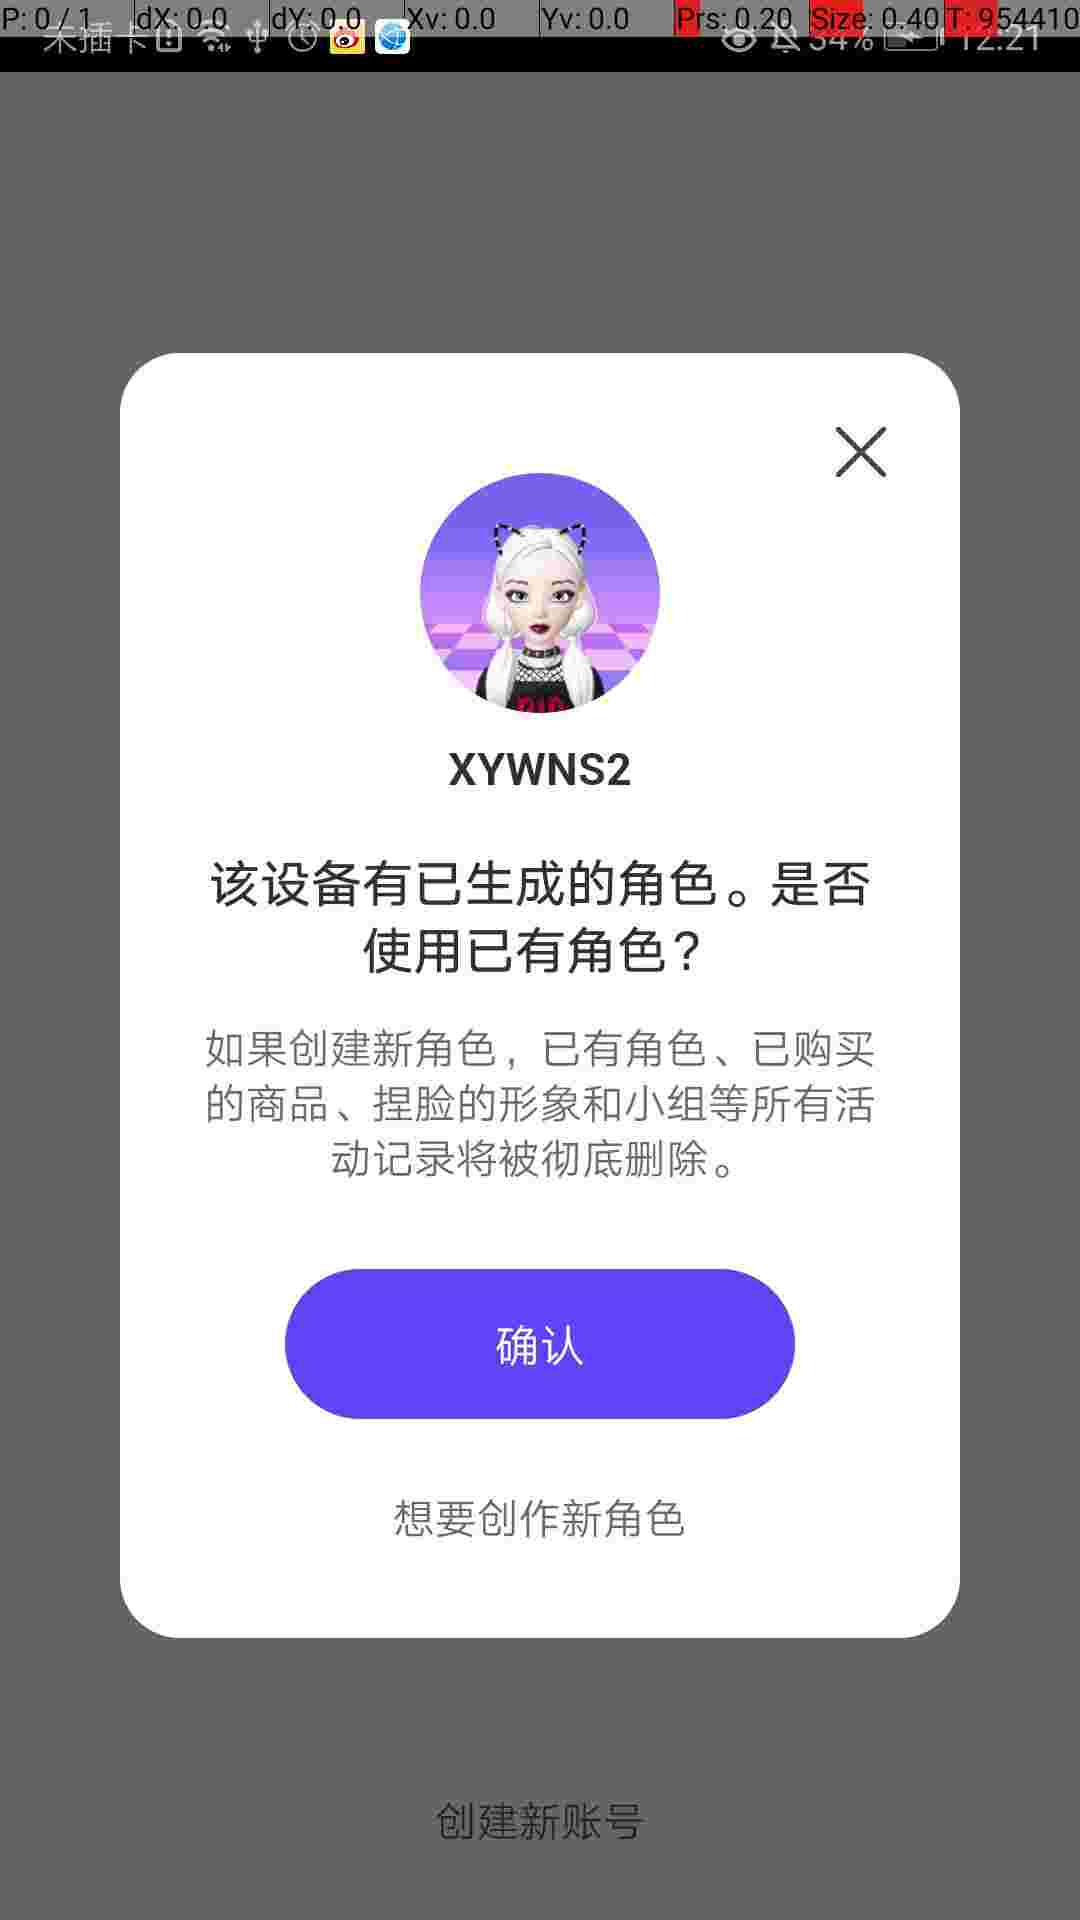 P: 0 / 1 dX: 0.0 dY: 0.0 Xv: 0.0 Yv: 0.0 Prs: 0.20 Size: 0.40 T: 954410
未插卡 34% 12:21
XYWNS2
该设备有已生成的角色。是否
使用已有角色？
如果创建新角色，已有角色、已购买
的商品、捏脸的形象和小组等所有活
动记录将被彻底删除。
确认
想要创作新角色
创建新账号